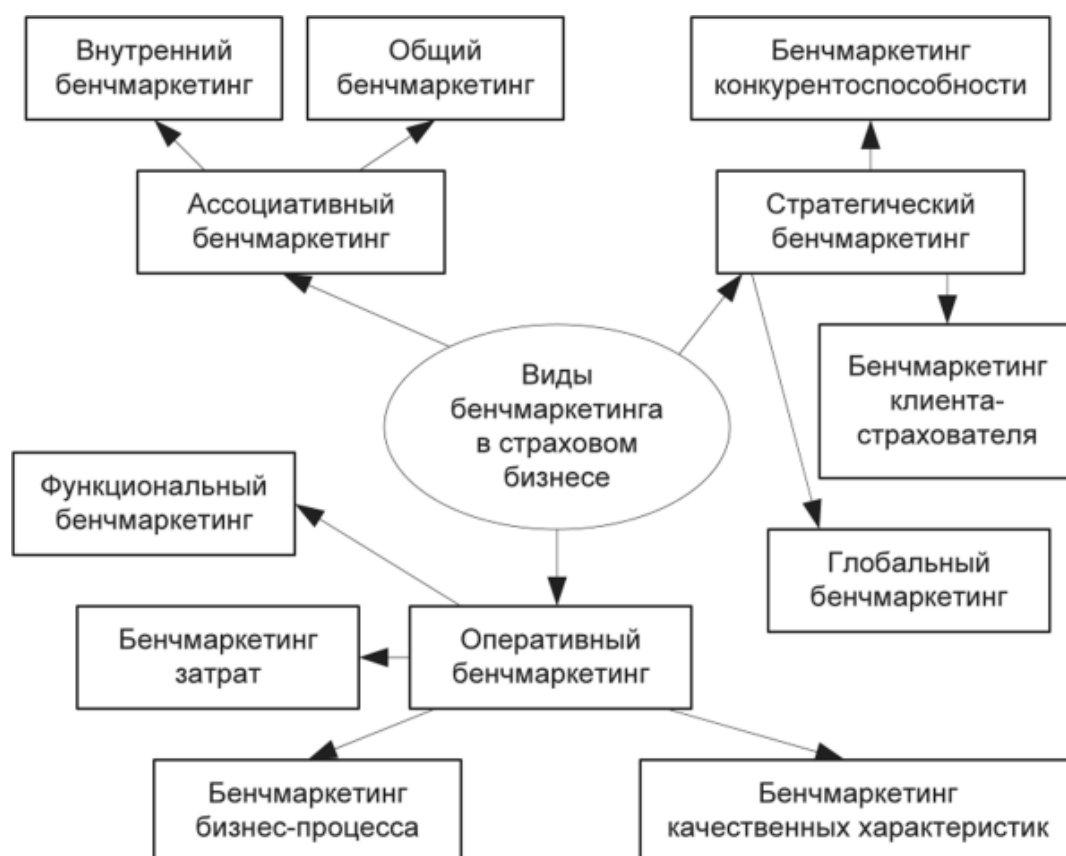 Внутренний
бенчмаркетинг
Общий
бенчмаркетинг
Бенчмаркетинг
конкурентоспособности
Ассоциативный
бенчмаркетинг
Стратегический
бенчмаркетинг
Виды
бенчмаркетинга
в страховом
бизнесе
Бенчмаркетинг
клиента-
страхователя
Функциональный
бенчмаркетинг
Глобальный
бенчмаркетинг
Бенчмаркетинг
затрат
Оперативный
бенчмаркетинг
Бенчмаркетинг
бизнес-процесса
Бенчмаркетинг
качественных характеристик